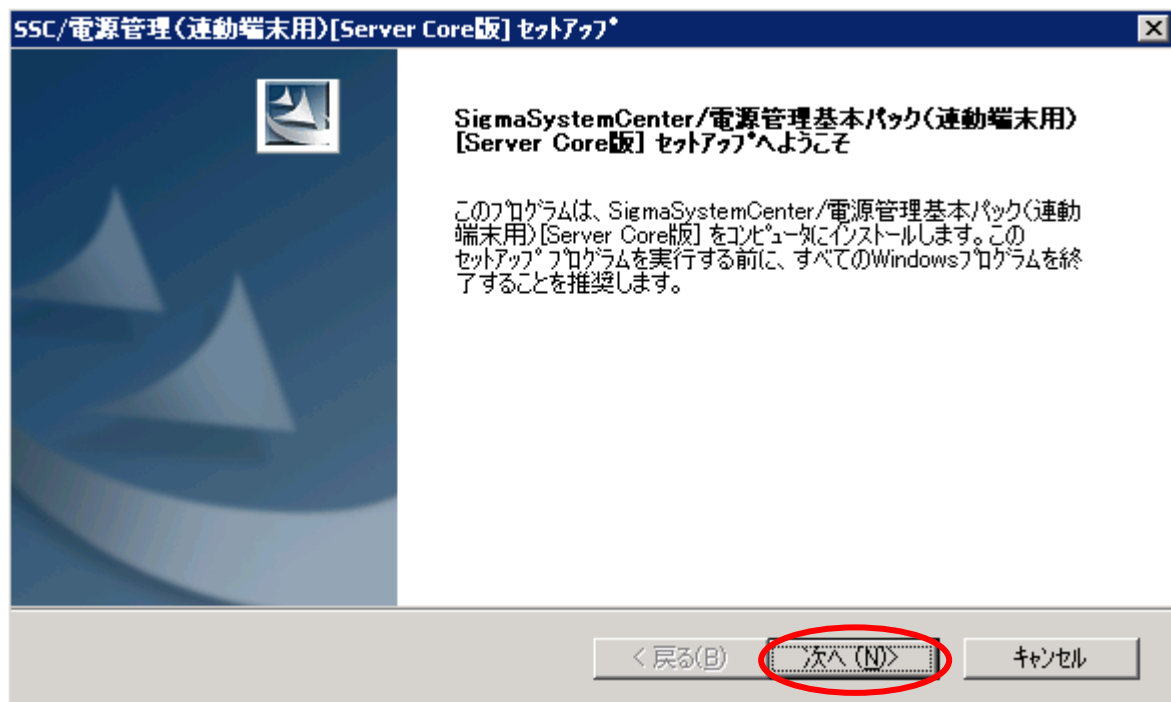 SSC/電源管理(連動端末用)[Server Core版] ｾｯﾄｱｯﾌﾟ
SigmaSystemCenter/電源管理基本パック(連動端末用)
[Server Core版] ｾｯﾄｱｯﾌﾟへようこそ
このﾌﾟﾛｸﾞﾗﾑは、SigmaSystemCenter/電源管理基本パック(連動
端末用)[Server Core版] をｺﾝﾋﾟｭｰﾀにｲﾝｽﾄｰﾙします。この
ｾｯﾄｱｯﾌﾟ ﾌﾟﾛｸﾞﾗﾑを実行する前に、すべてのWindowsﾌﾟﾛｸﾞﾗﾑを終
了することを推奨します。
< 戻る(B) 次へ (N)> ｷｬﾝｾﾙ